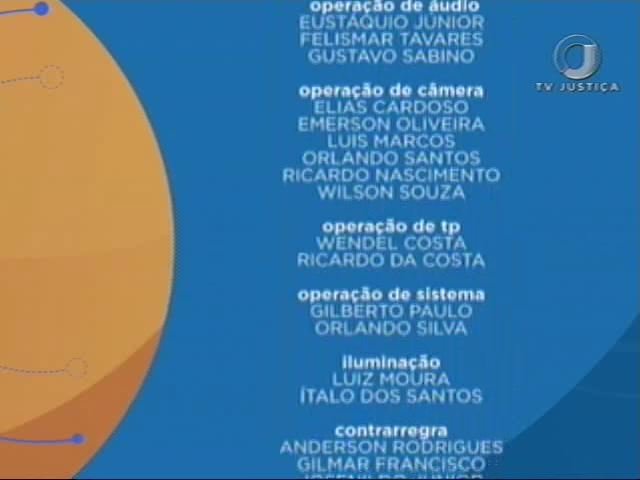 operação de áudio
EUSTÁQUIO JÚNIOR
FELISMAR TAVARES
GUSTAVO SABINO
TV JUSTIÇA
operação de câmera
ELIAS CARDOSO
EMERSON OLIVEIRA
LUIS MARCOS
ORLANDO SANTOS
RICARDO NASCIMENTO
WILSON SOUZA
operação de tp
WENDEL COSTA
RICARDO DA COSTA
operação de sistema
GILBERTO PAULO
ORLANDO SILVA
iluminação
LUIZ MOURA
ÍTALO DOS SANTOS
contrarregra
ANDERSON RODRIGUES
GILMAR FRANCISCO